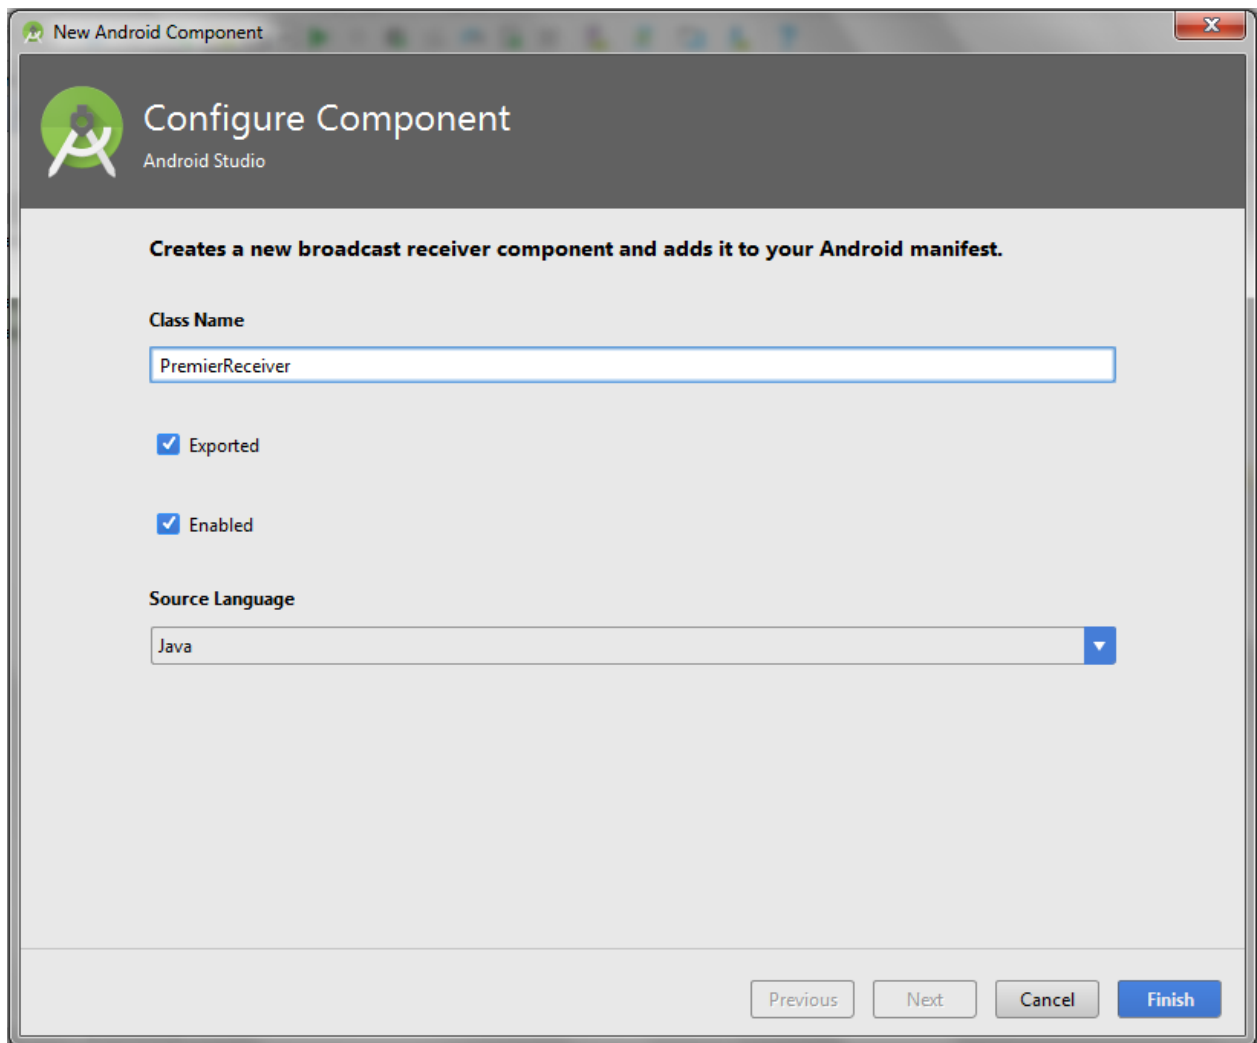 New Android Component
Configure Component
Android Studio
Creates a new broadcast receiver component and adds it to your Android manifest.
Class Name
PremierReceiver
Exported
Enabled
Source Language
Java
Previous Next Cancel Finish